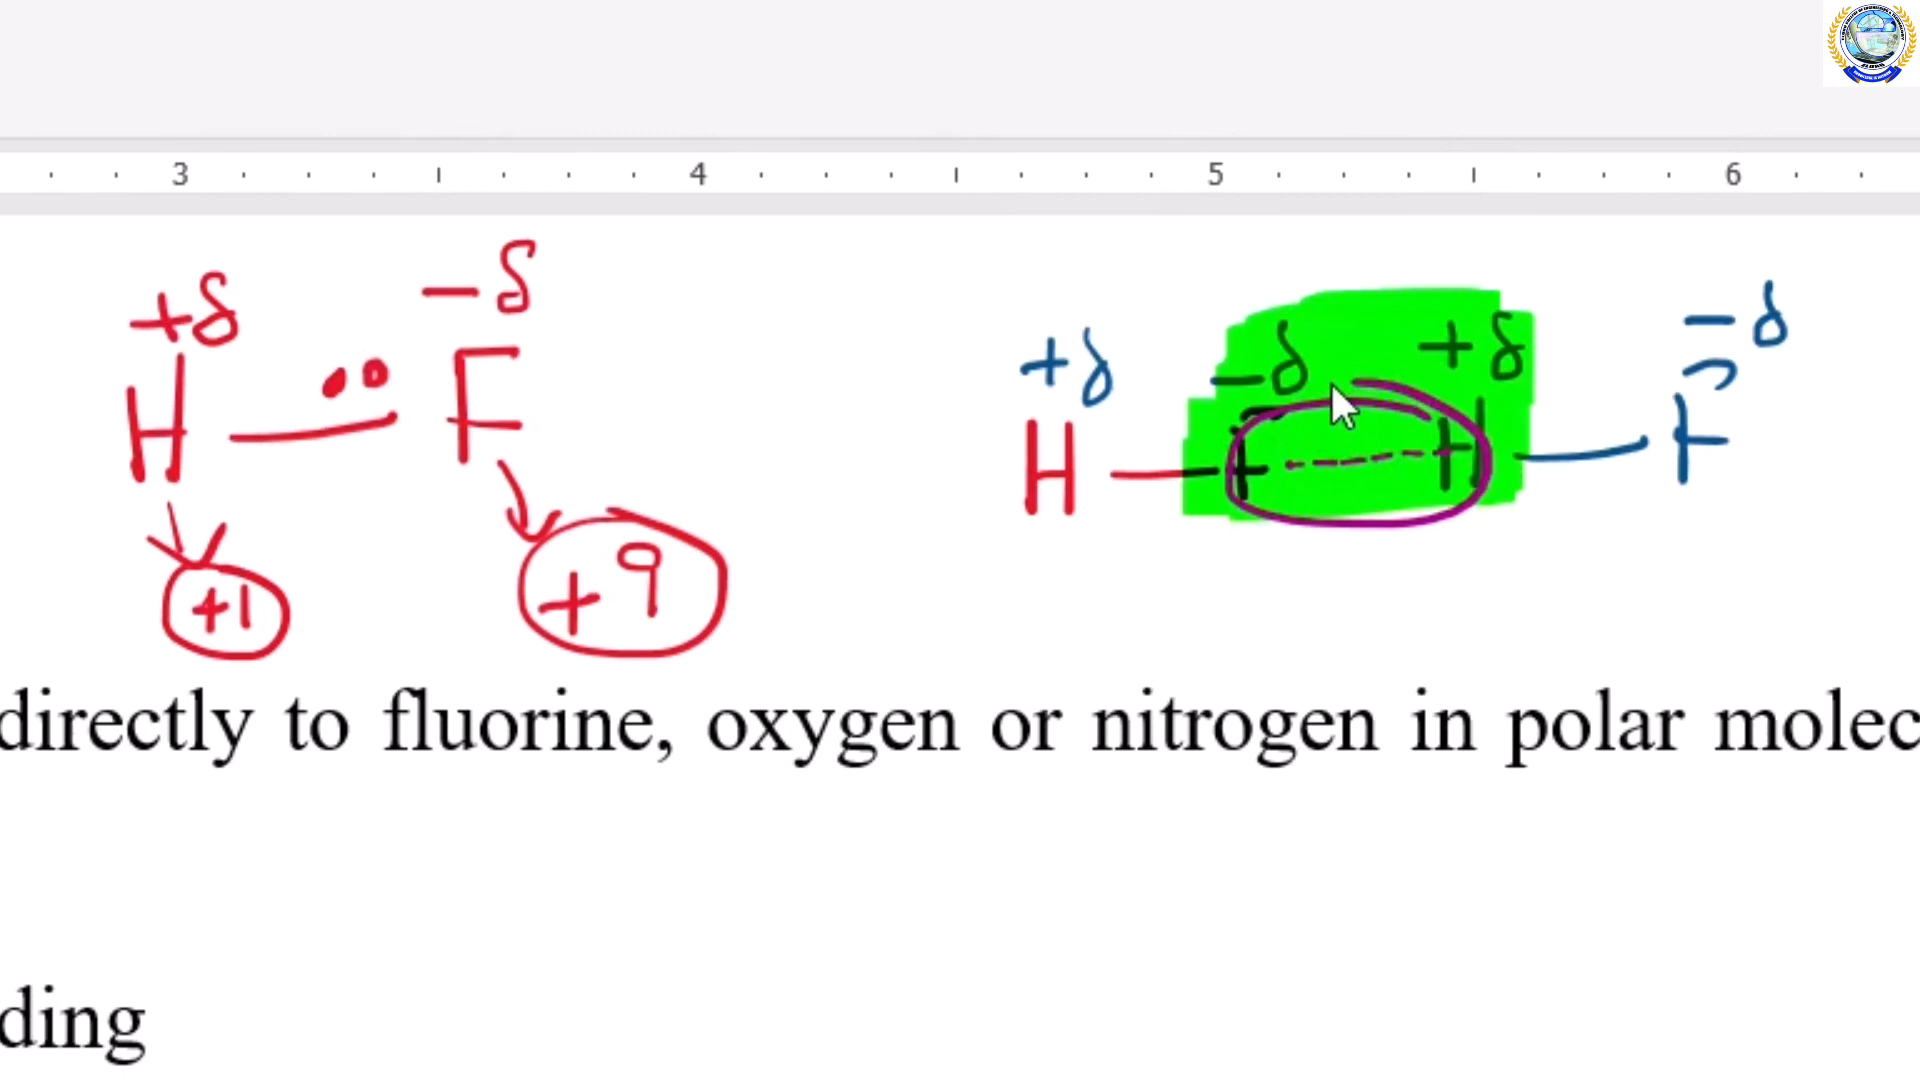 3 4 5 6
+δ -δ
H — F
+1 +9
+δ -δ +δ -δ
H — F ----- H — F
directly to fluorine, oxygen or nitrogen in polar molec
ding